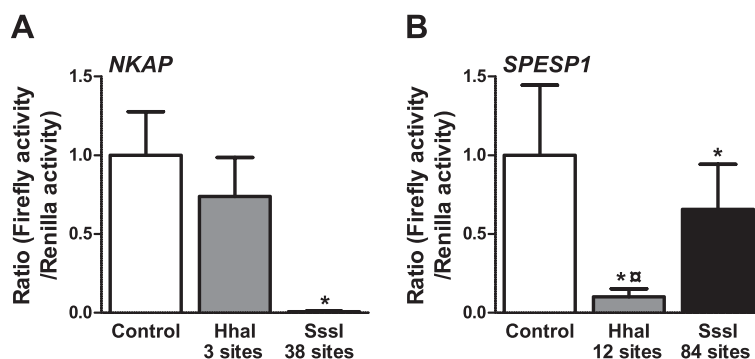 A
NKAP
Ratio (Firefly activity
/Renilla activity)
1.5
1.0
0.5
0.0
*
Control
HhaI
3 sites
SssI
38 sites
B
SPESP1
Ratio (Firefly activity
/Renilla activity)
1.5
1.0
0.5
0.0
*¤
*
Control
HhaI
12 sites
SssI
84 sites